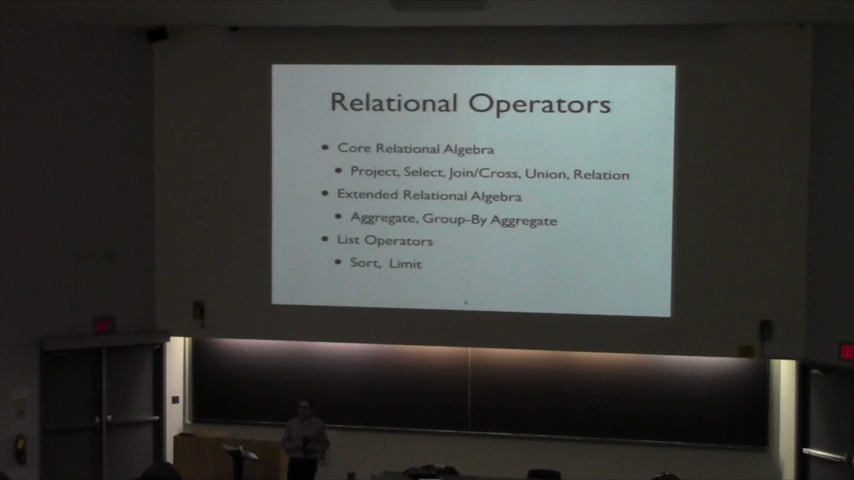 Relational Operators
• Core Relational Algebra
• Project, Select, Join/Cross, Union, Relation
• Extended Relational Algebra
• Aggregate, Group-By Aggregate
• List Operators
• Sort, Limit